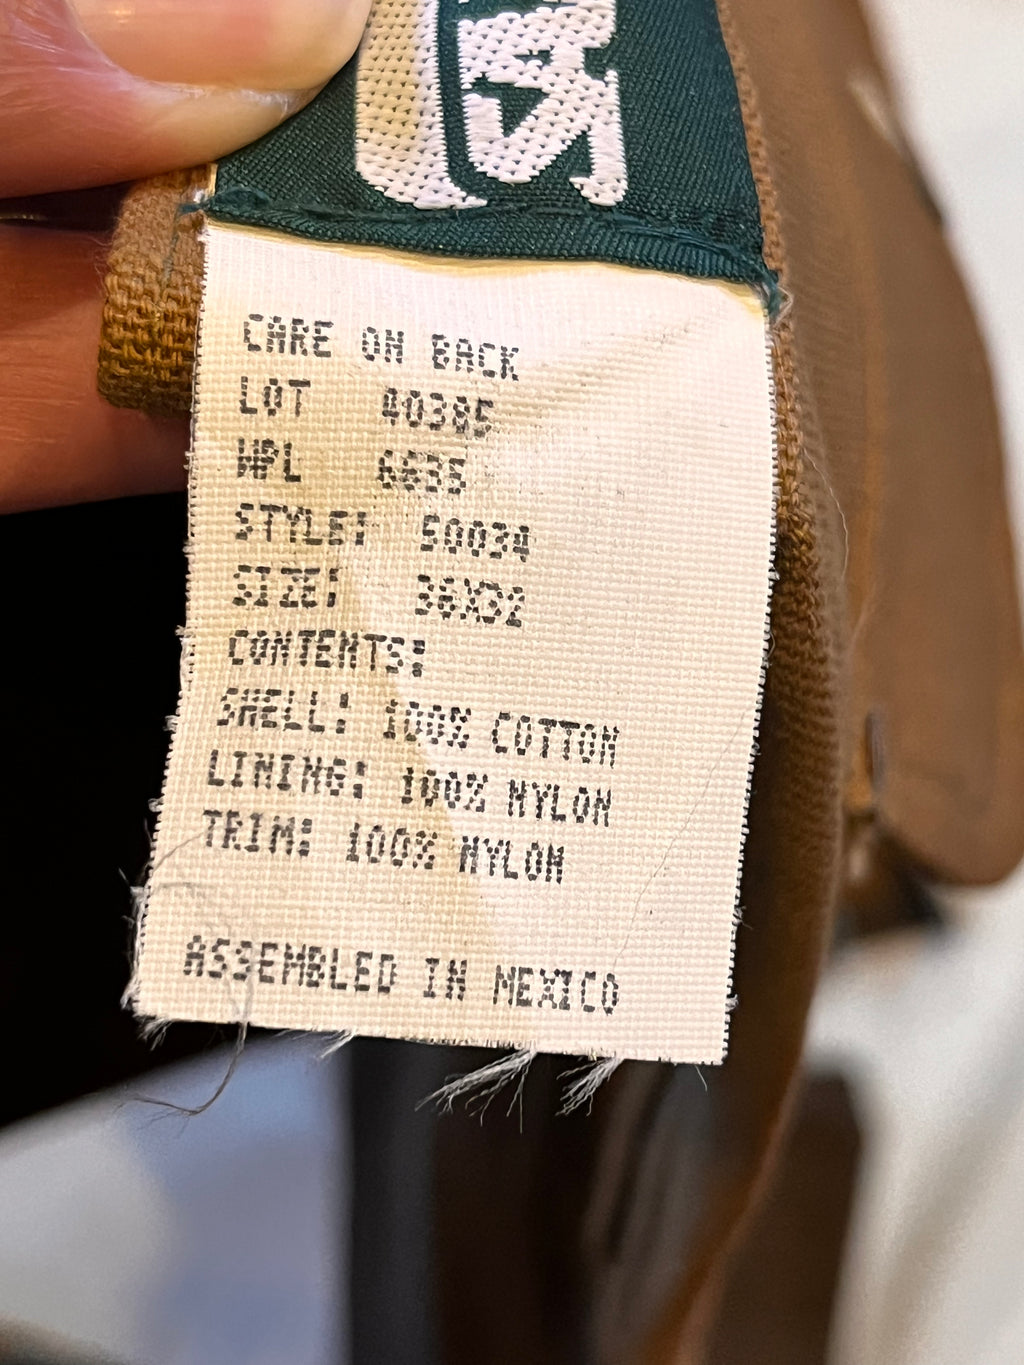 CARE ON BACK
LOT 40385
WPL 6635
STYLE: 50034
SIZE: 36X32
CONTENTS:
SHELL: 100% COTTON
LINING: 100% NYLON
TRIM: 100% NYLON
ASSEMBLED IN MEXICO